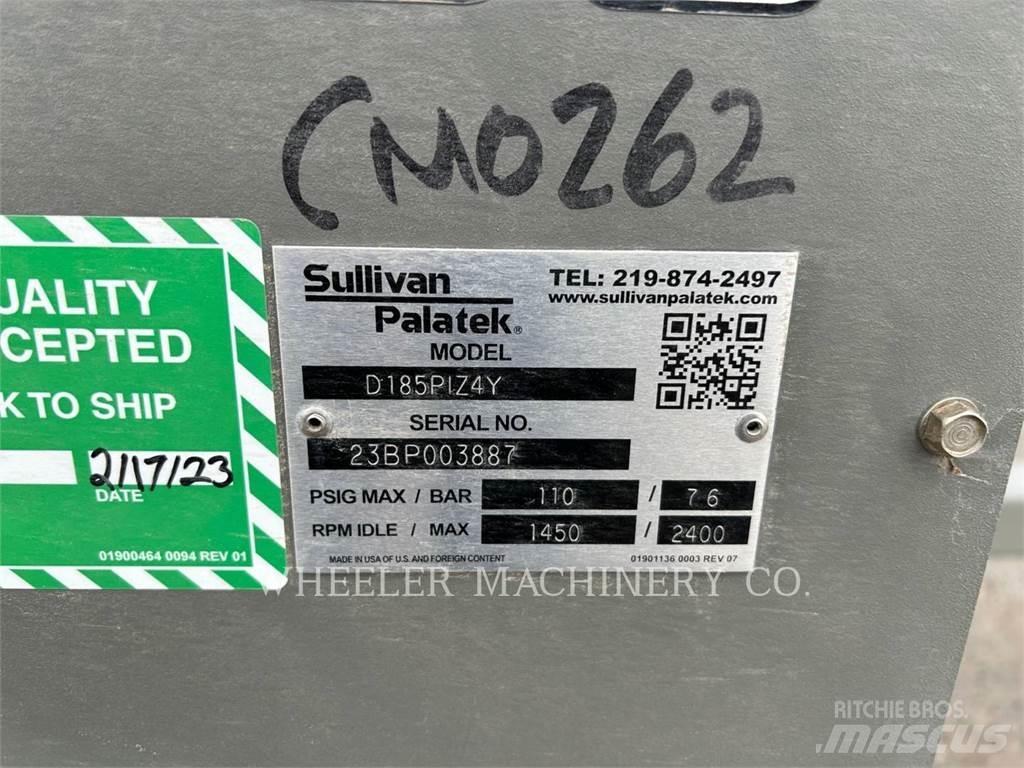 CM0262
UALITY
CCEPTED
K TO SHIP
2/17/23
DATE
01900464 0094 REV 01
Sullivan
Palatek®
TEL: 219-874-2497
www.sullivanpalatek.com
MODEL
D185PIZ4Y
SERIAL NO.
23BP003887
PSIG MAX / BAR 110 / 7.6
RPM IDLE / MAX 1450 / 2400
MADE IN USA OF U.S. AND FOREIGN CONTENT 01901136 0003 REV 07
WHEELER MACHINERY CO.
RITCHIE BROS.
MASCUS